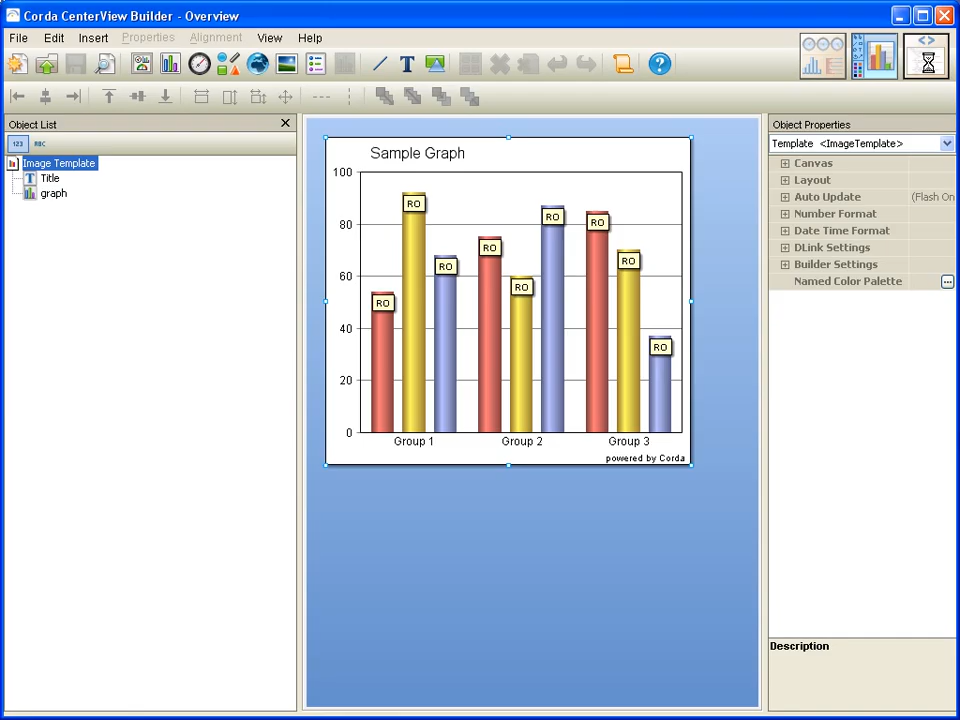 Corda CenterView Builder - Overview
File Edit Insert Properties Alignment View Help
Object List
123 ABC
Image Template
Title
graph
Sample Graph
100
80
60
40
20
0
RO
RO
RO
RO
RO
RO
RO
RO
RO
Group 1 Group 2 Group 3
powered by Corda
Object Properties
Template <ImageTemplate>
Canvas
Layout
Auto Update (Flash On
Number Format
Date Time Format
DLink Settings
Builder Settings
Named Color Palette ...
Description